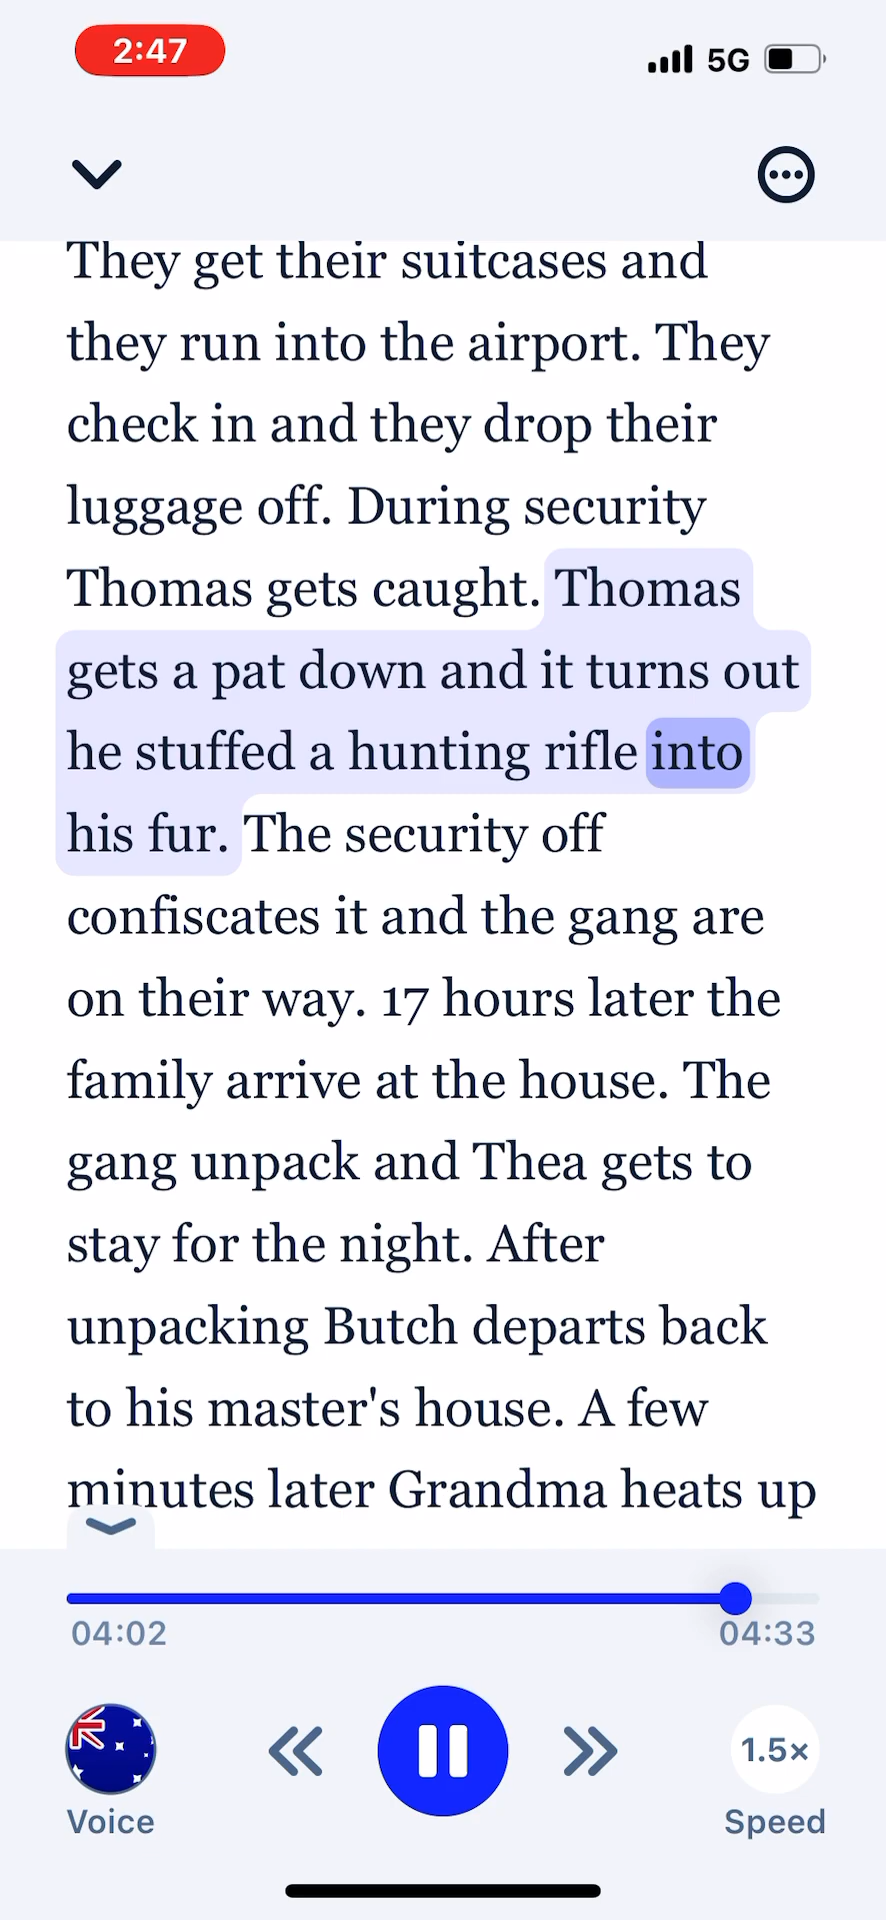 2:47
5G
They get their suitcases and
they run into the airport. They
check in and they drop their
luggage off. During security
Thomas gets caught. Thomas
gets a pat down and it turns out
he stuffed a hunting rifle into
his fur. The security off
confiscates it and the gang are
on their way. 17 hours later the
family arrive at the house. The
gang unpack and Thea gets to
stay for the night. After
unpacking Butch departs back
to his master's house. A few
minutes later Grandma heats up
04:02
04:33
1.5×
Voice
Speed